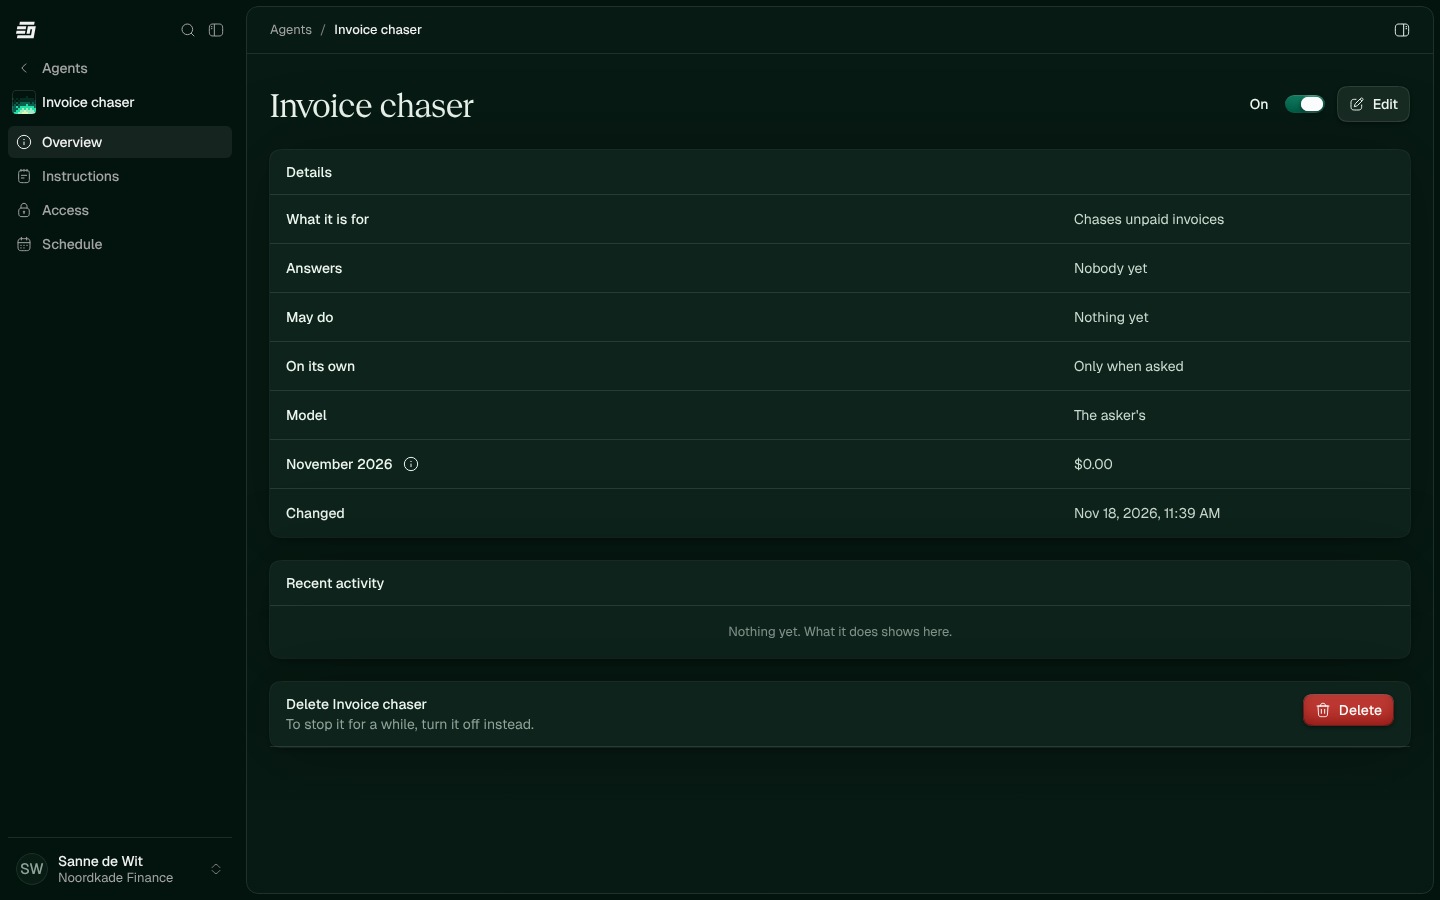 Agents
Invoice chaser
Overview
Instructions
Access
Schedule
Sanne de Wit
SW
Noordkade Finance
Agents / Invoice chaser
Invoice chaser
On
Edit
Details
What it is for
Chases unpaid invoices
Answers
Nobody yet
May do
Nothing yet
On its own
Only when asked
Model
The asker's
November 2026
$0.00
Changed
Nov 18, 2026, 11:39 AM
Recent activity
Nothing yet. What it does shows here.
Delete Invoice chaser
To stop it for a while, turn it off instead.
Delete